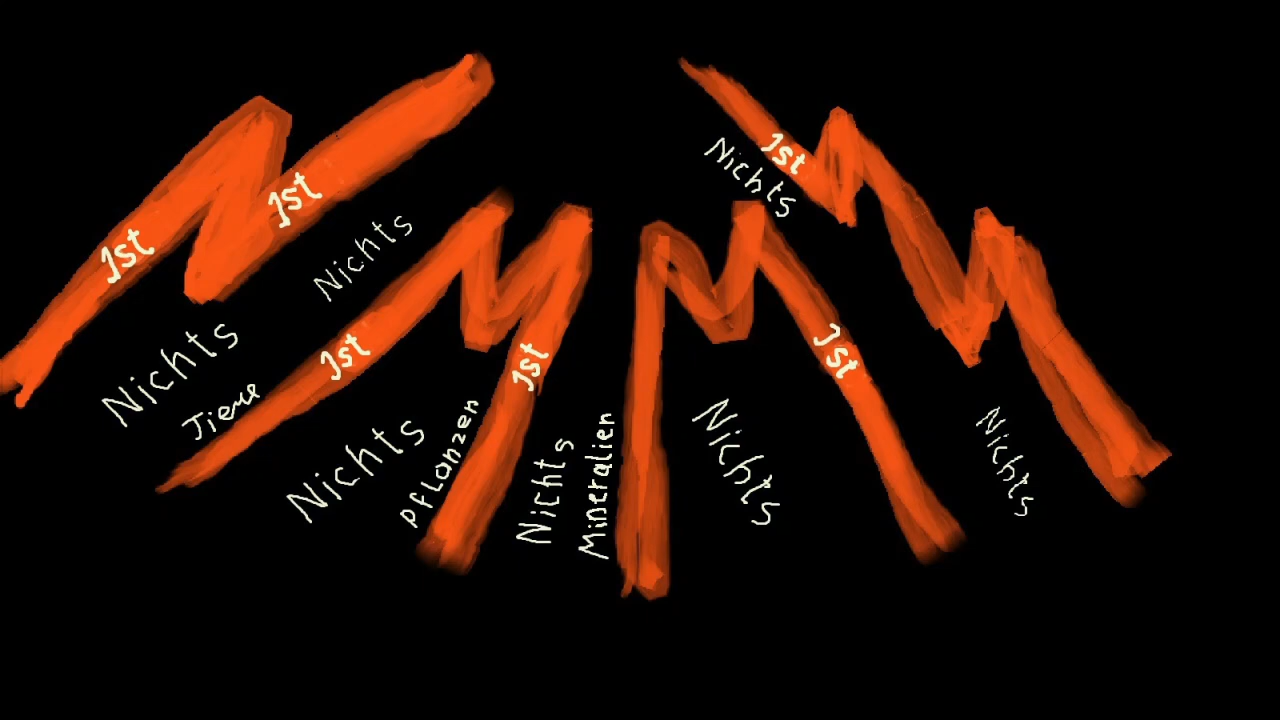 Ist
Ist
Nichts
Nichts
Tiere
Ist
Nichts
Pflanzen
Ist
Nichts
Mineralien
Ist
Nichts
Ist
Nichts
Nichts